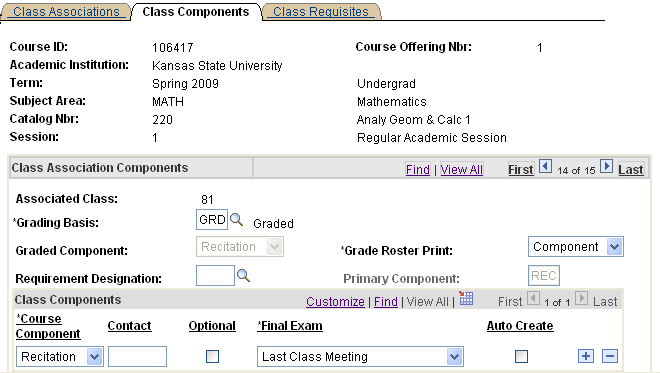 Class Associations Class Components Class Requisites
Course ID: 106417 Course Offering Nbr: 1
Academic Institution: Kansas State University
Term: Spring 2009 Undergrad
Subject Area: MATH Mathematics
Catalog Nbr: 220 Analy Geom & Calc 1
Session: 1 Regular Academic Session
Class Association Components Find | View All First 14 of 15 Last
Associated Class: 81
*Grading Basis: GRD Graded
Graded Component: Recitation *Grade Roster Print: Component
Requirement Designation: Primary Component: REC
Class Components Customize | Find | View All | First 1 of 1 Last
*Course Component Contact Optional *Final Exam Auto Create
Recitation Last Class Meeting